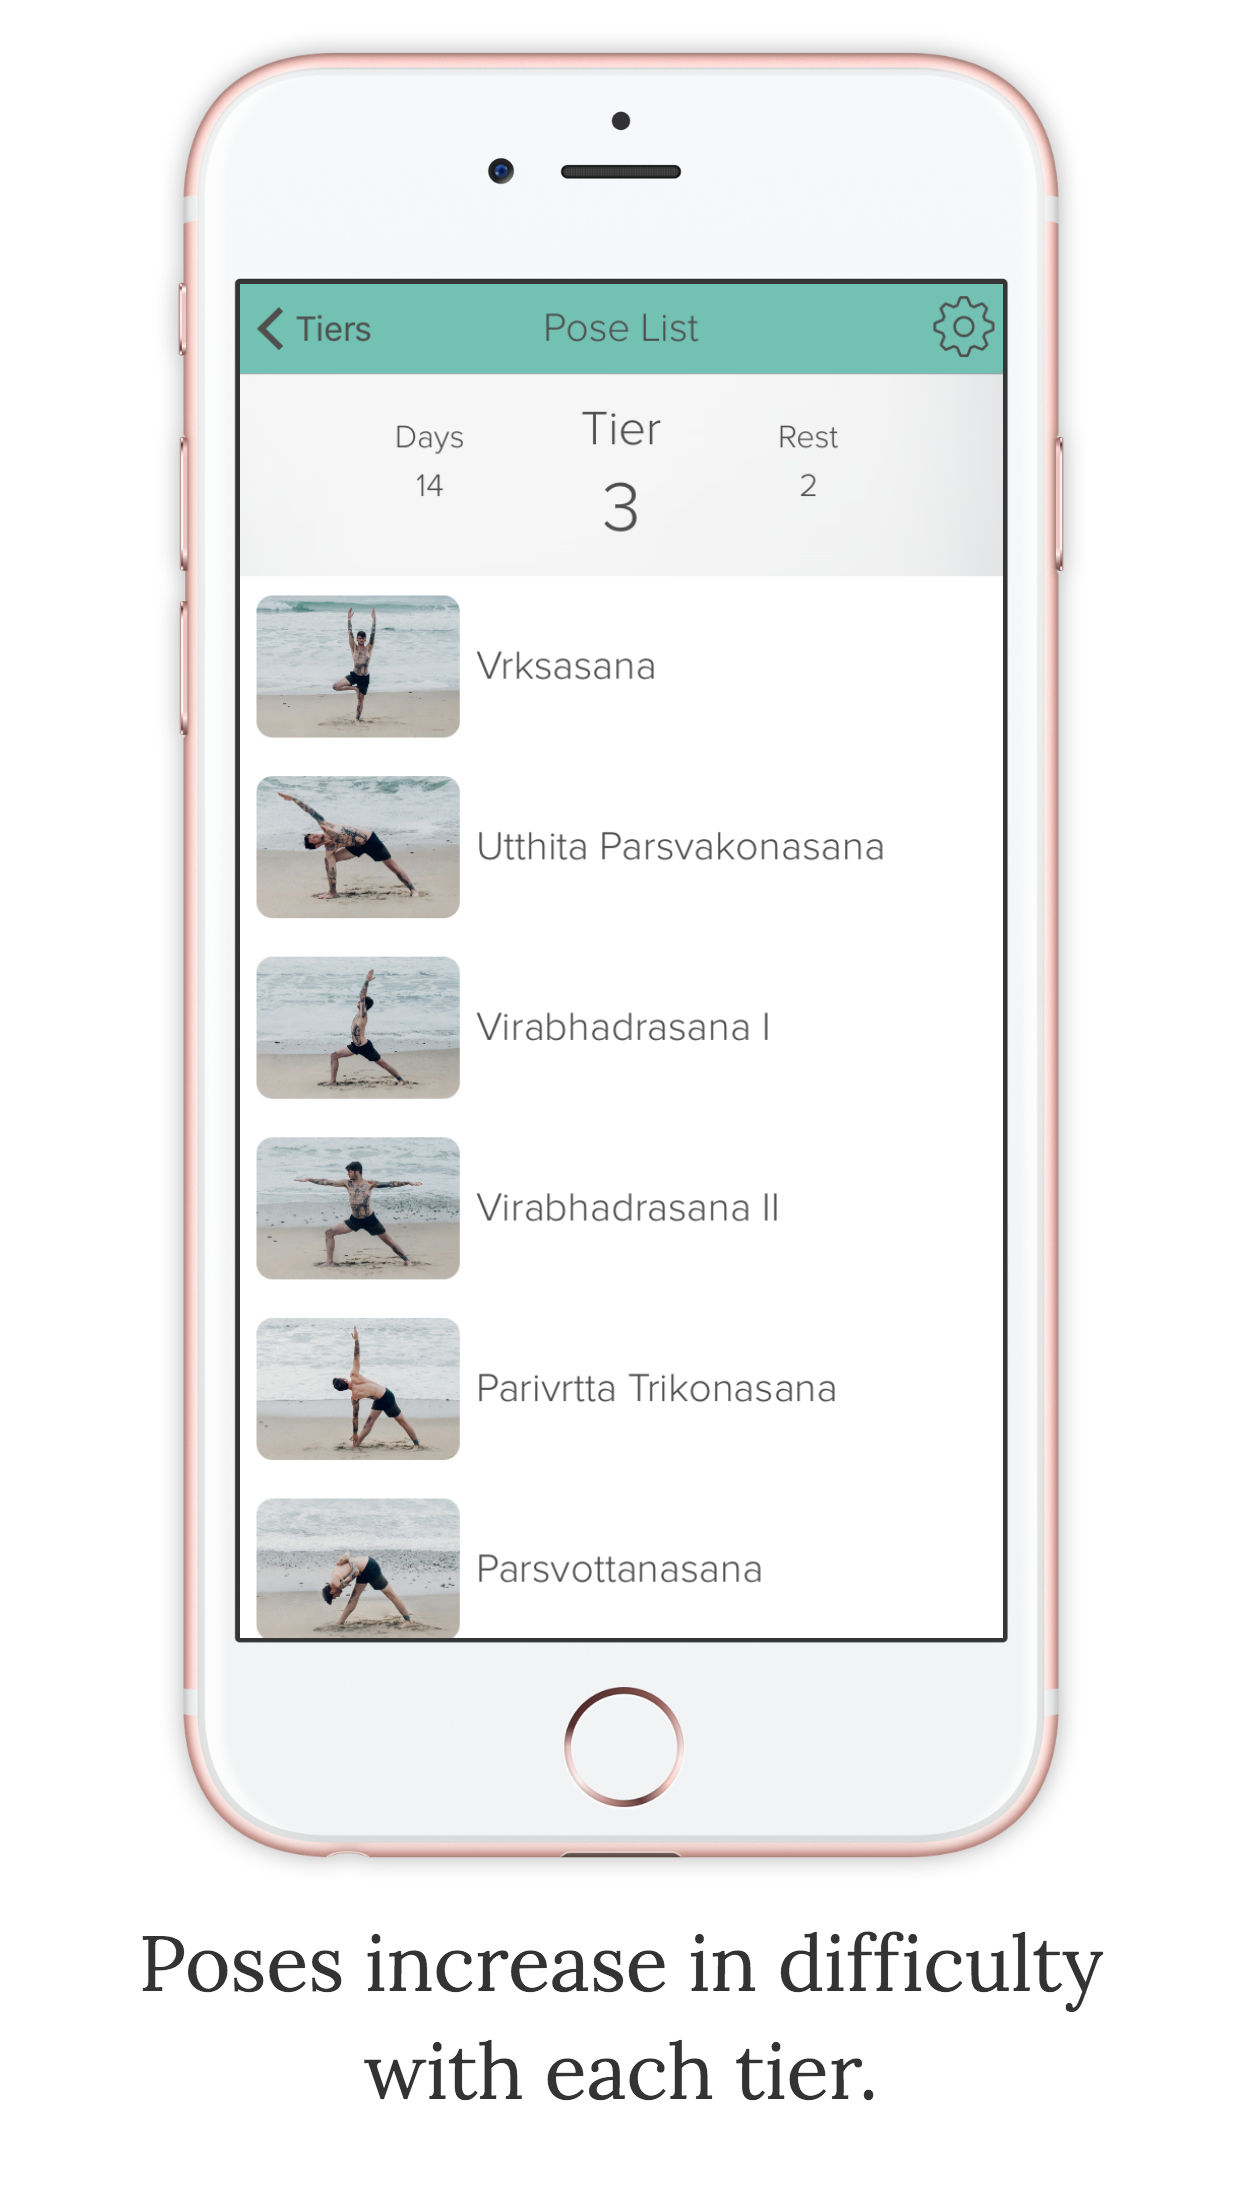 Tiers
Pose List
Days
14
Tier
3
Rest
2
Vrksasana
Utthita Parsvakonasana
Virabhadrasana I
Virabhadrasana II
Parivrtta Trikonasana
Parsvottanasana
Poses increase in difficulty
with each tier.